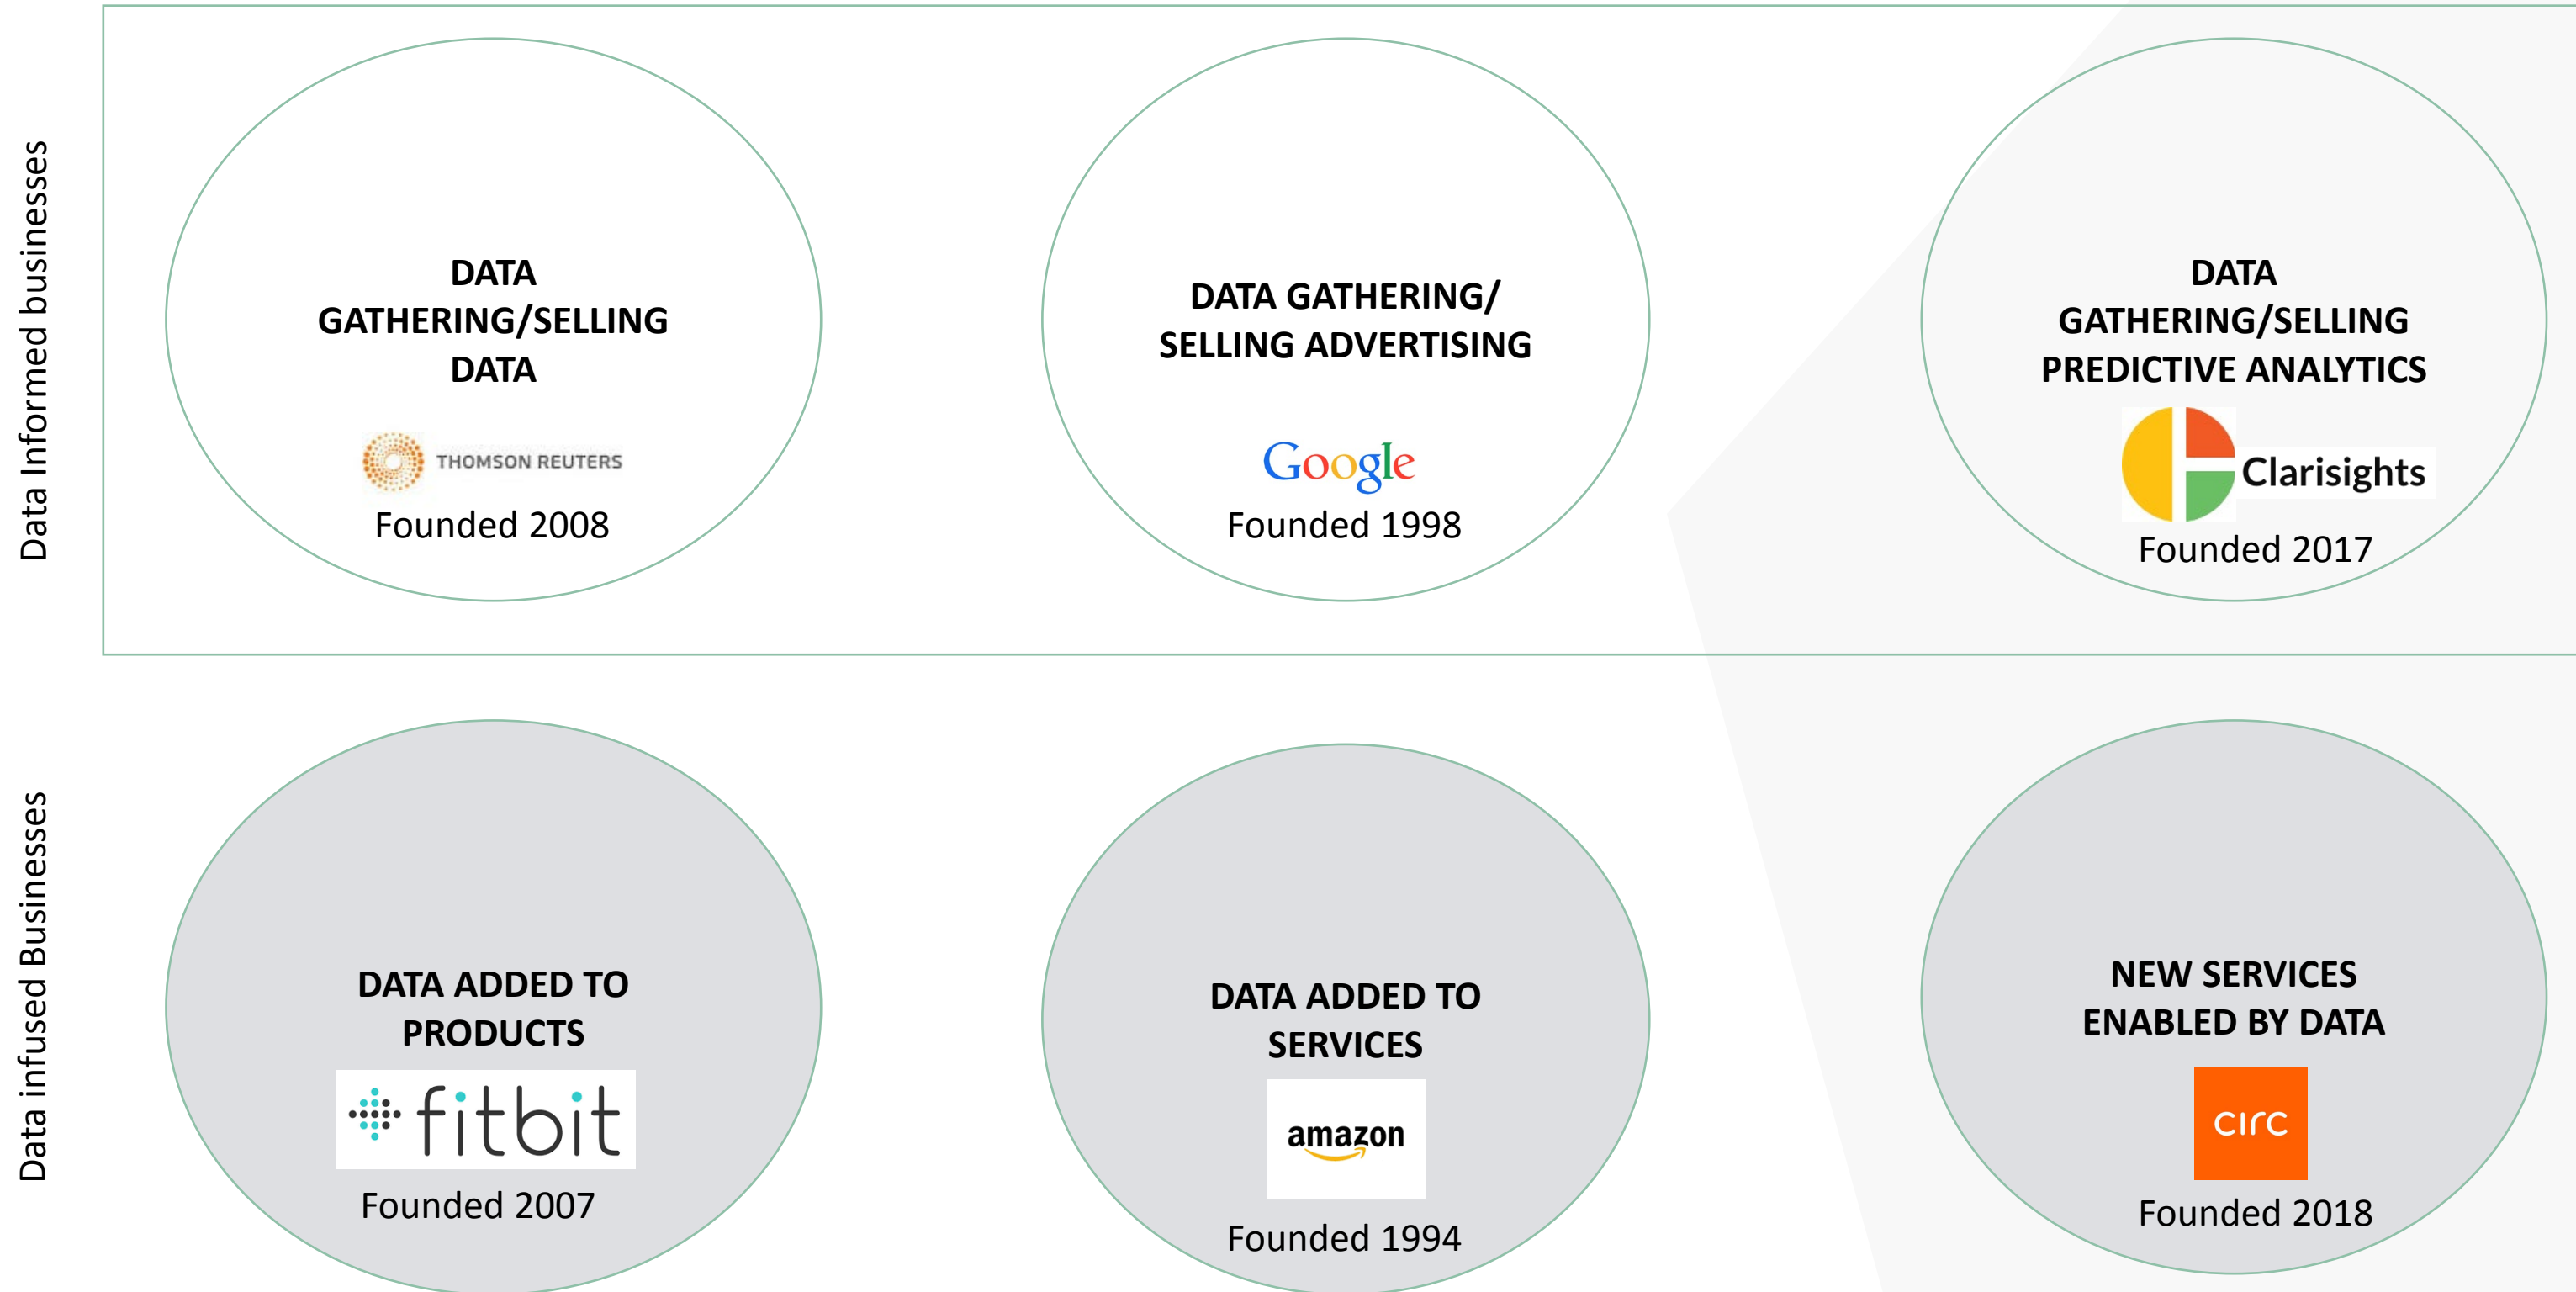 Data Informed businesses
DATA
GATHERING/SELLING
DATA
THOMSON REUTERS
Founded 2008
DATA GATHERING/
SELLING ADVERTISING
Google
Founded 1998
DATA
GATHERING/SELLING
PREDICTIVE ANALYTICS
Clarisights
Founded 2017
Data infused Businesses
DATA ADDED TO
PRODUCTS
fitbit
Founded 2007
DATA ADDED TO
SERVICES
amazon
Founded 1994
NEW SERVICES
ENABLED BY DATA
circ
Founded 2018